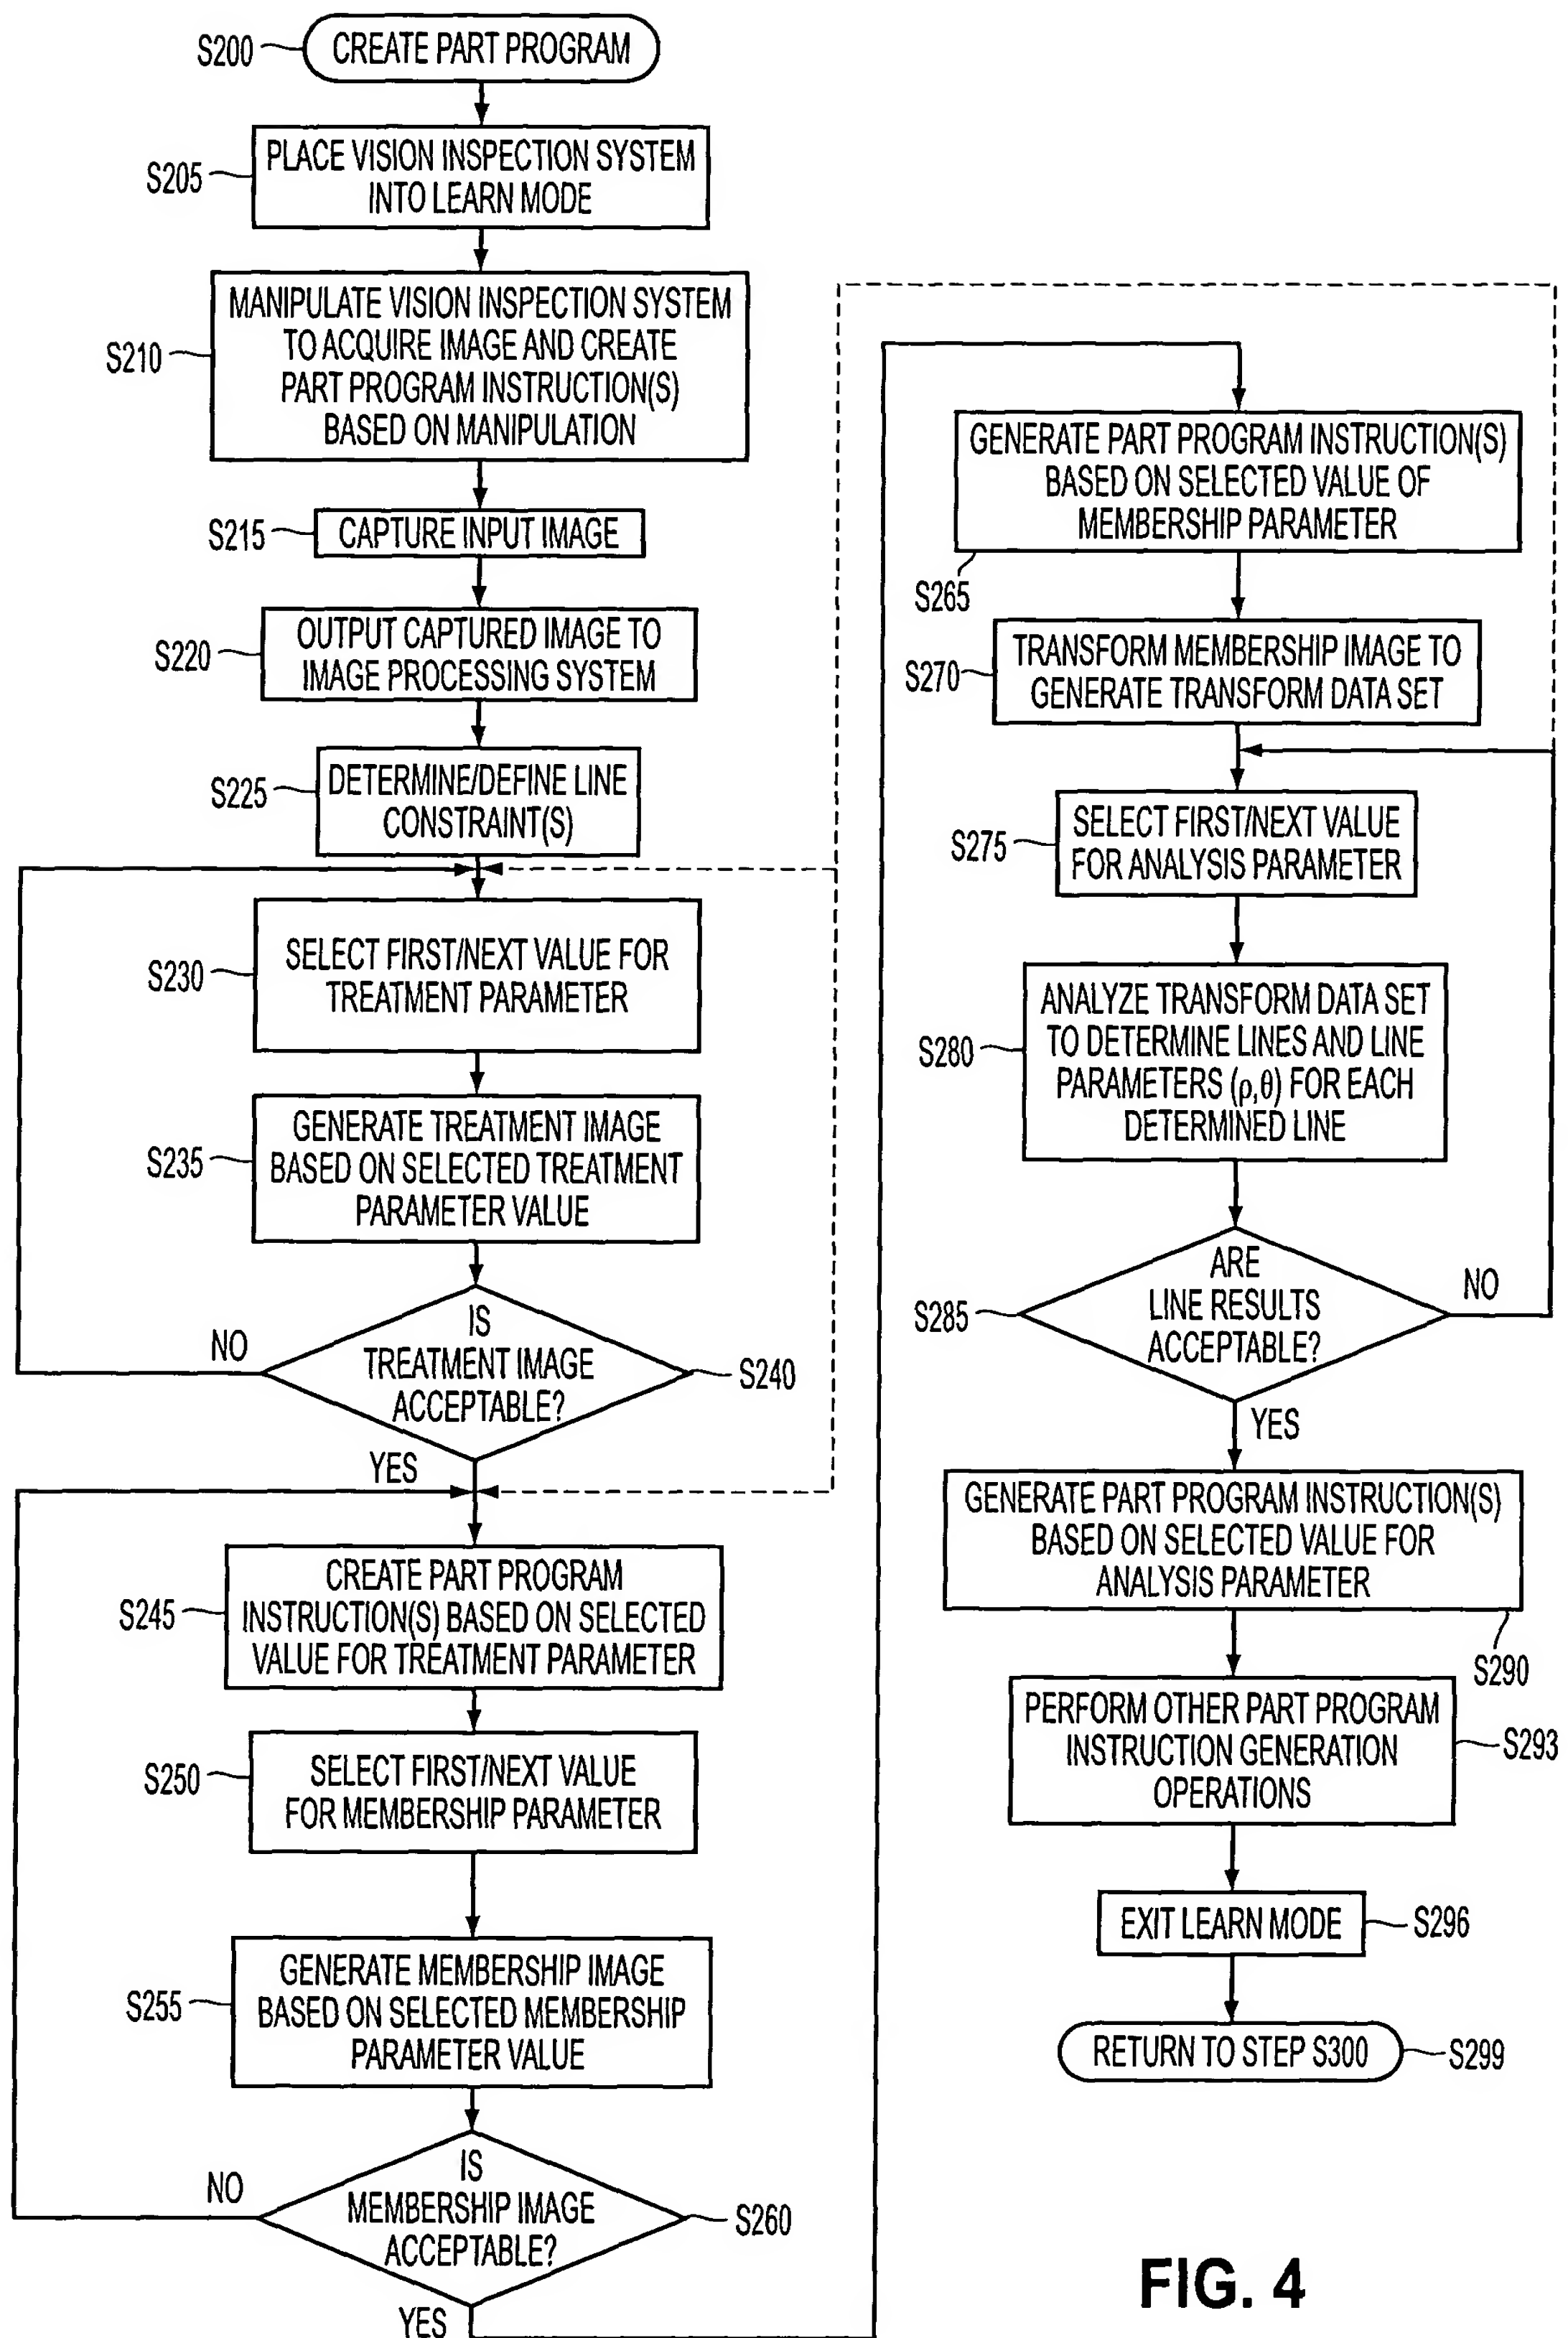 S200
CREATE PART PROGRAM
S205
PLACE VISION INSPECTION SYSTEM
INTO LEARN MODE
S210
MANIPULATE VISION INSPECTION SYSTEM
TO ACQUIRE IMAGE AND CREATE
PART PROGRAM INSTRUCTION(S)
BASED ON MANIPULATION
S215
CAPTURE INPUT IMAGE
S220
OUTPUT CAPTURED IMAGE TO
IMAGE PROCESSING SYSTEM
S225
DETERMINE/DEFINE LINE
CONSTRAINT(S)
S230
SELECT FIRST/NEXT VALUE FOR
TREATMENT PARAMETER
S235
GENERATE TREATMENT IMAGE
BASED ON SELECTED TREATMENT
PARAMETER VALUE
NO
IS
TREATMENT IMAGE
ACCEPTABLE?
S240
YES
S245
CREATE PART PROGRAM
INSTRUCTION(S) BASED ON SELECTED
VALUE FOR TREATMENT PARAMETER
S250
SELECT FIRST/NEXT VALUE
FOR MEMBERSHIP PARAMETER
S255
GENERATE MEMBERSHIP IMAGE
BASED ON SELECTED MEMBERSHIP
PARAMETER VALUE
NO
IS
MEMBERSHIP IMAGE
ACCEPTABLE?
S260
YES
GENERATE PART PROGRAM INSTRUCTION(S)
BASED ON SELECTED VALUE OF
MEMBERSHIP PARAMETER
S265
S270
TRANSFORM MEMBERSHIP IMAGE TO
GENERATE TRANSFORM DATA SET
S275
SELECT FIRST/NEXT VALUE
FOR ANALYSIS PARAMETER
S280
ANALYZE TRANSFORM DATA SET
TO DETERMINE LINES AND LINE
PARAMETERS (ρ,θ) FOR EACH
DETERMINED LINE
S285
ARE
LINE RESULTS
ACCEPTABLE?
NO
YES
GENERATE PART PROGRAM INSTRUCTION(S)
BASED ON SELECTED VALUE FOR
ANALYSIS PARAMETER
S290
PERFORM OTHER PART PROGRAM
INSTRUCTION GENERATION
OPERATIONS
S293
EXIT LEARN MODE
S296
RETURN TO STEP S300
S299
FIG. 4